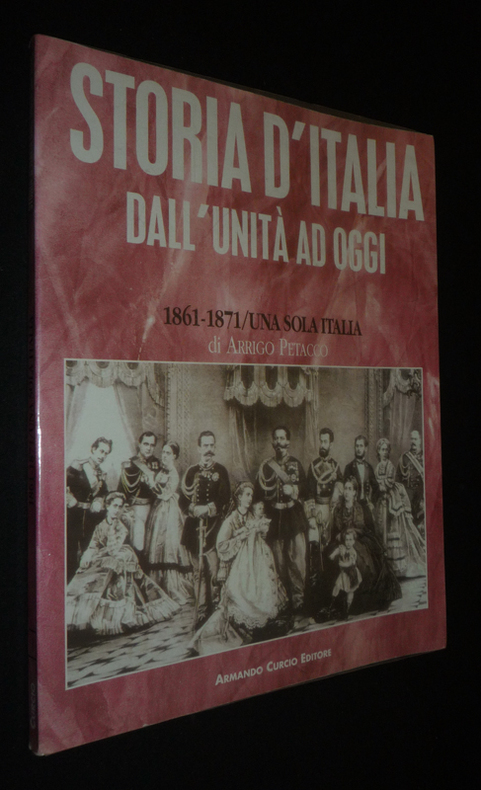 STORIA D'ITALIA
DALL'UNITÀ AD OGGI
1861-1871/UNA SOLA ITALIA
di ARRIGO PETACCO
ARMANDO CURCIO EDITORE